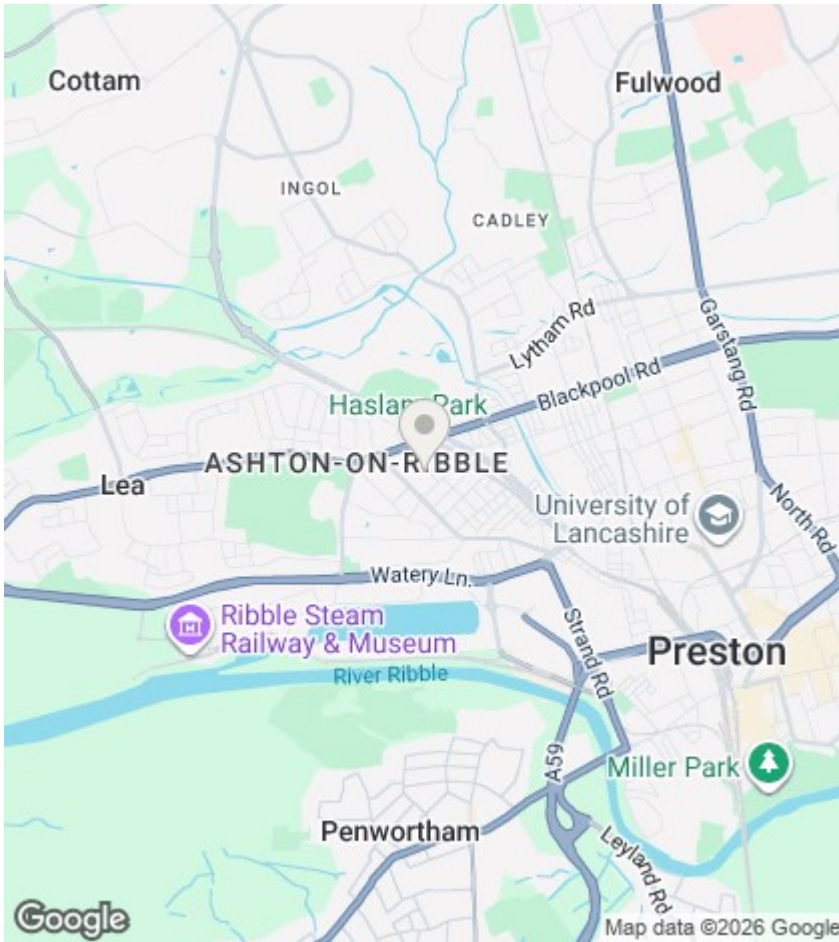 Cottam
Fulwood
INGOL
CADLEY
Lytham Rd
Garstang Rd
Blackpool Rd
Haslam Park
ASHTON-ON-RIBBLE
Lea
North Rd
University of
Lancashire
Watery Ln.
Ribble Steam
Railway & Museum
Strand Rd
Preston
River Ribble
A59
Miller Park
Penwortham
Leyland Rd
Google
Map data ©2026 Google